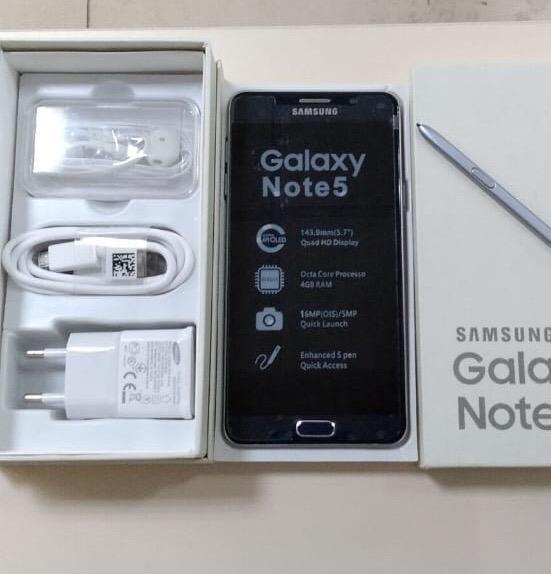 SAMSUNG
Galaxy
Note5
143.9mm(5.7")
Quad HD Display
Octa Core Processo
4GB RAM
16MP(OIS)/5MP
Quick Launch
Enhanced S pen
Quick Access
SAMSUNG
Gala
Note